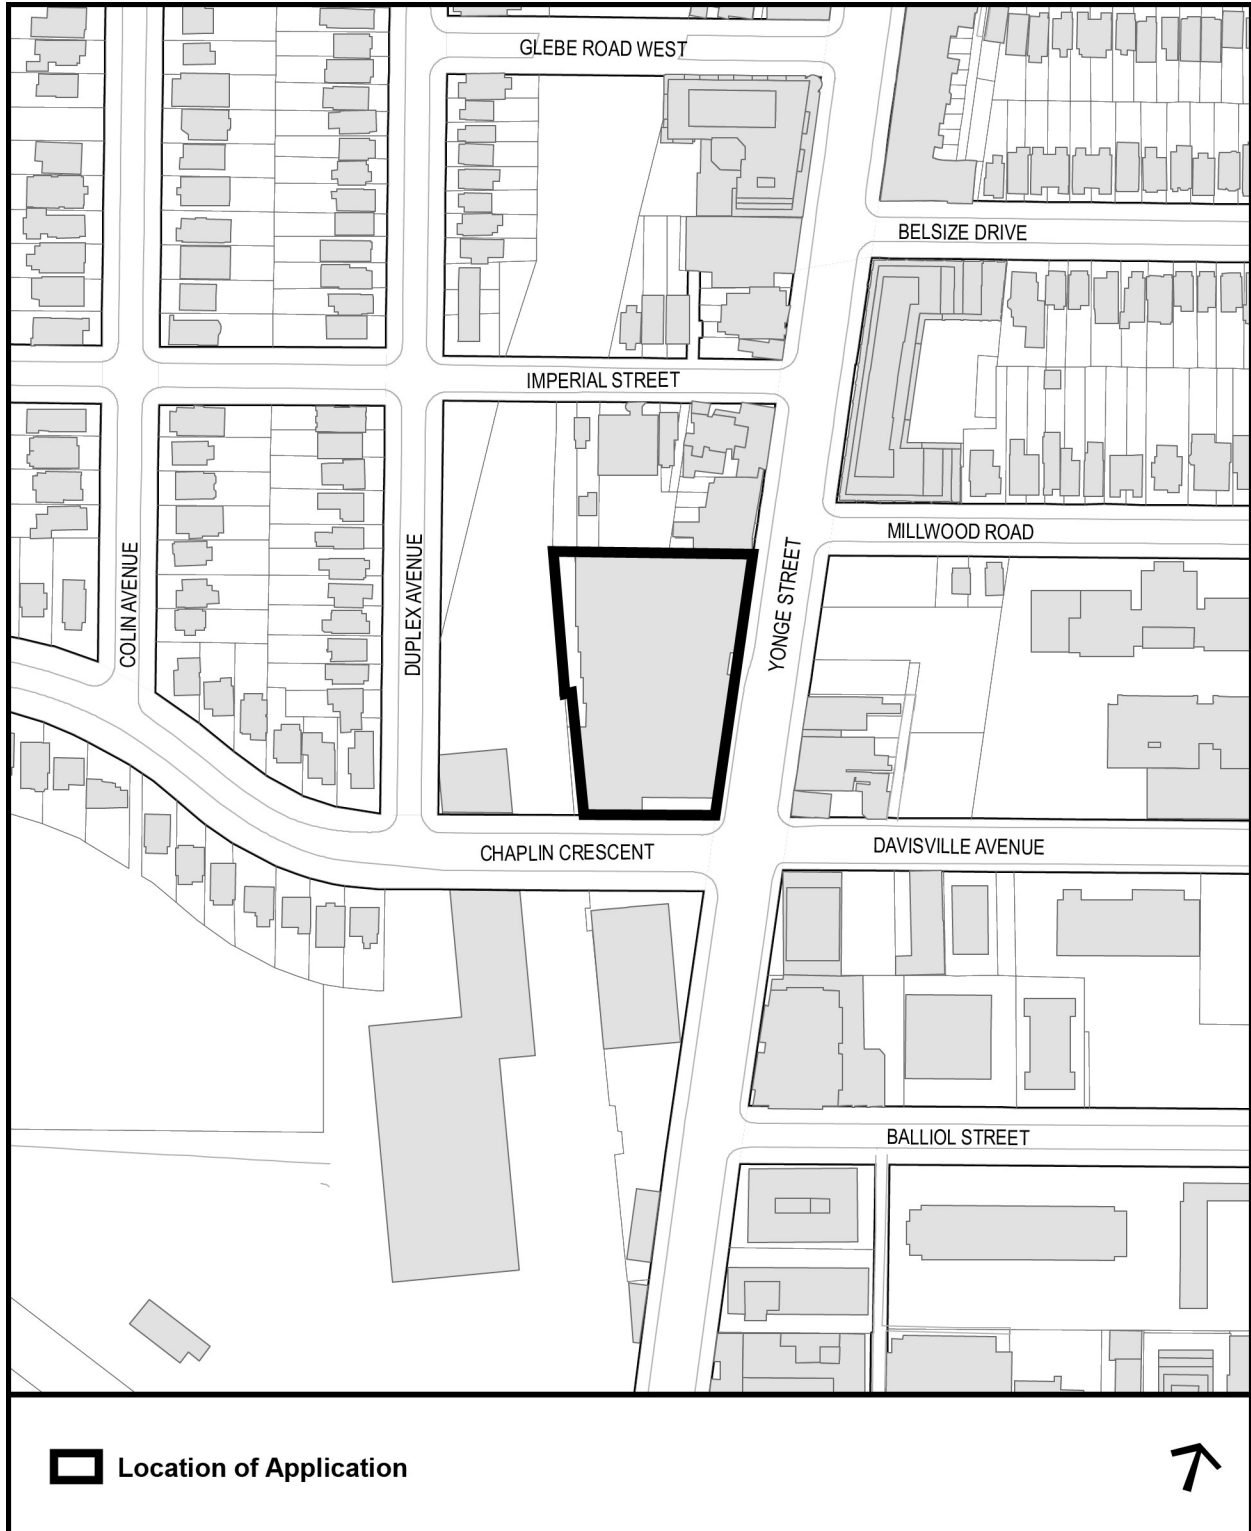 GLEBE ROAD WEST
BELSIZE DRIVE
IMPERIAL STREET
MILLWOOD ROAD
COLIN AVENUE
DUPLEX AVENUE
YONGE STREET
CHAPLIN CRESCENT
DAVISVILLE AVENUE
BALLIOL STREET
Location of Application